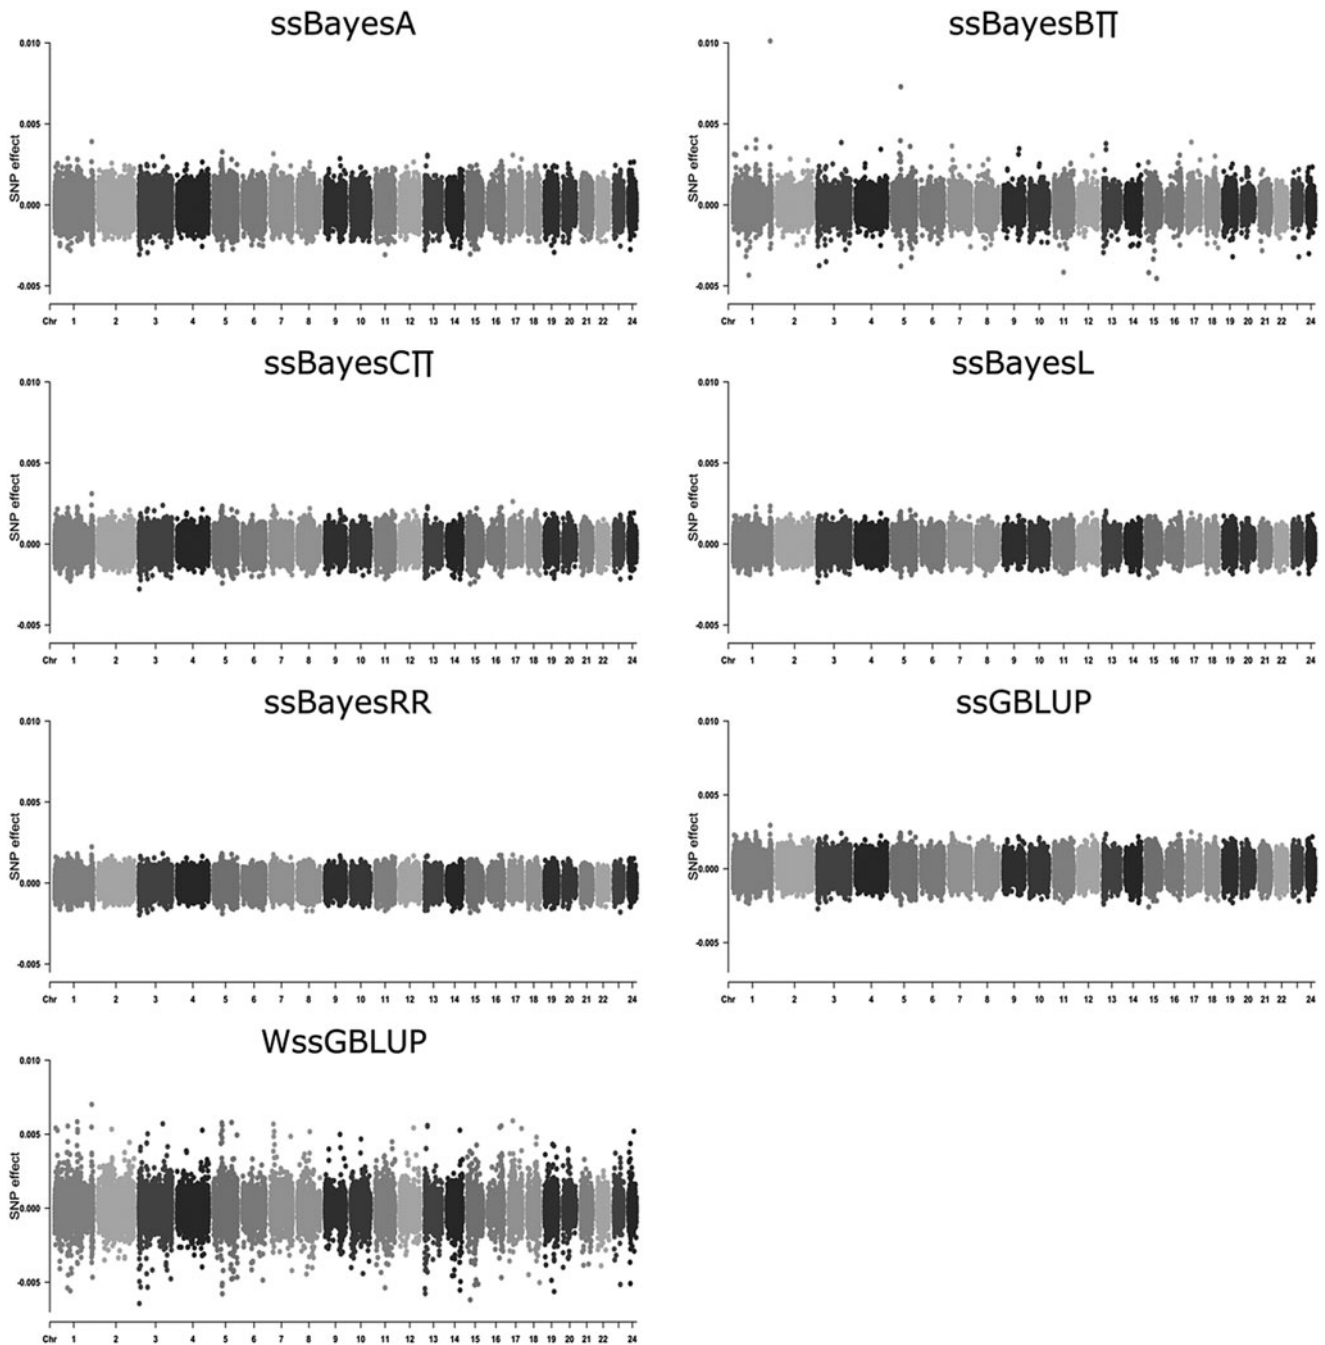 ssBayesA
0.010
0.005
0.000
-0.005
SNP effect
Chr 1 2 3 4 5 6 7 8 9 10 11 12 13 14 15 16 17 18 19 20 21 22 24
ssBayesBΠ
0.010
0.005
0.000
-0.005
SNP effect
Chr 1 2 3 4 5 6 7 8 9 10 11 12 13 14 15 16 17 18 19 20 21 22 24
ssBayesCΠ
0.010
0.005
0.000
-0.005
SNP effect
Chr 1 2 3 4 5 6 7 8 9 10 11 12 13 14 15 16 17 18 19 20 21 22 24
ssBayesL
0.010
0.005
0.000
-0.005
SNP effect
Chr 1 2 3 4 5 6 7 8 9 10 11 12 13 14 15 16 17 18 19 20 21 22 24
ssBayesRR
0.010
0.005
0.000
-0.005
SNP effect
Chr 1 2 3 4 5 6 7 8 9 10 11 12 13 14 15 16 17 18 19 20 21 22 24
ssGBLUP
0.010
0.005
0.000
-0.005
SNP effect
Chr 1 2 3 4 5 6 7 8 9 10 11 12 13 14 15 16 17 18 19 20 21 22 24
WssGBLUP
0.010
0.005
0.000
-0.005
SNP effect
Chr 1 2 3 4 5 6 7 8 9 10 11 12 13 14 15 16 17 18 19 20 21 22 24